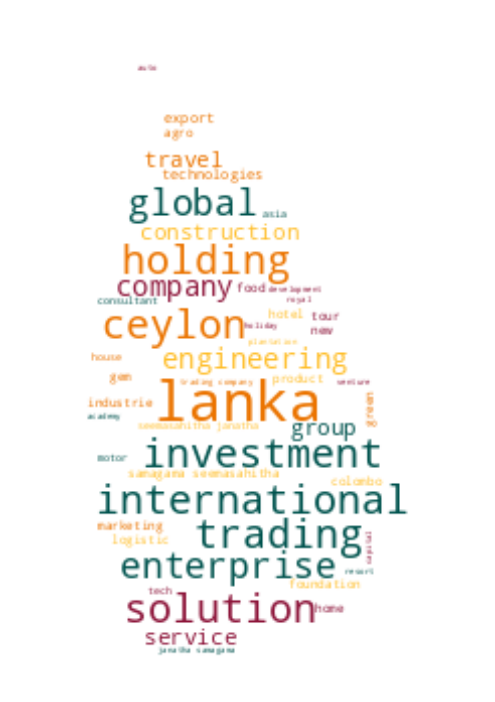 auto
export
agro
travel
technologies
global
asia
construction
holding
company
food
development
consultant
royal
ceylon
hotel
tour
holiday
new
plantation
house
engineering
gem
trading company
product
venture
lanka
industrie
green
academy
seemasahitha janatha
group
motor
investment
samagama seemasahitha
colombo
international
marketing
trading
logistic
capital
enterprise
resort
foundation
tech
solution
home
service
janatha samagama